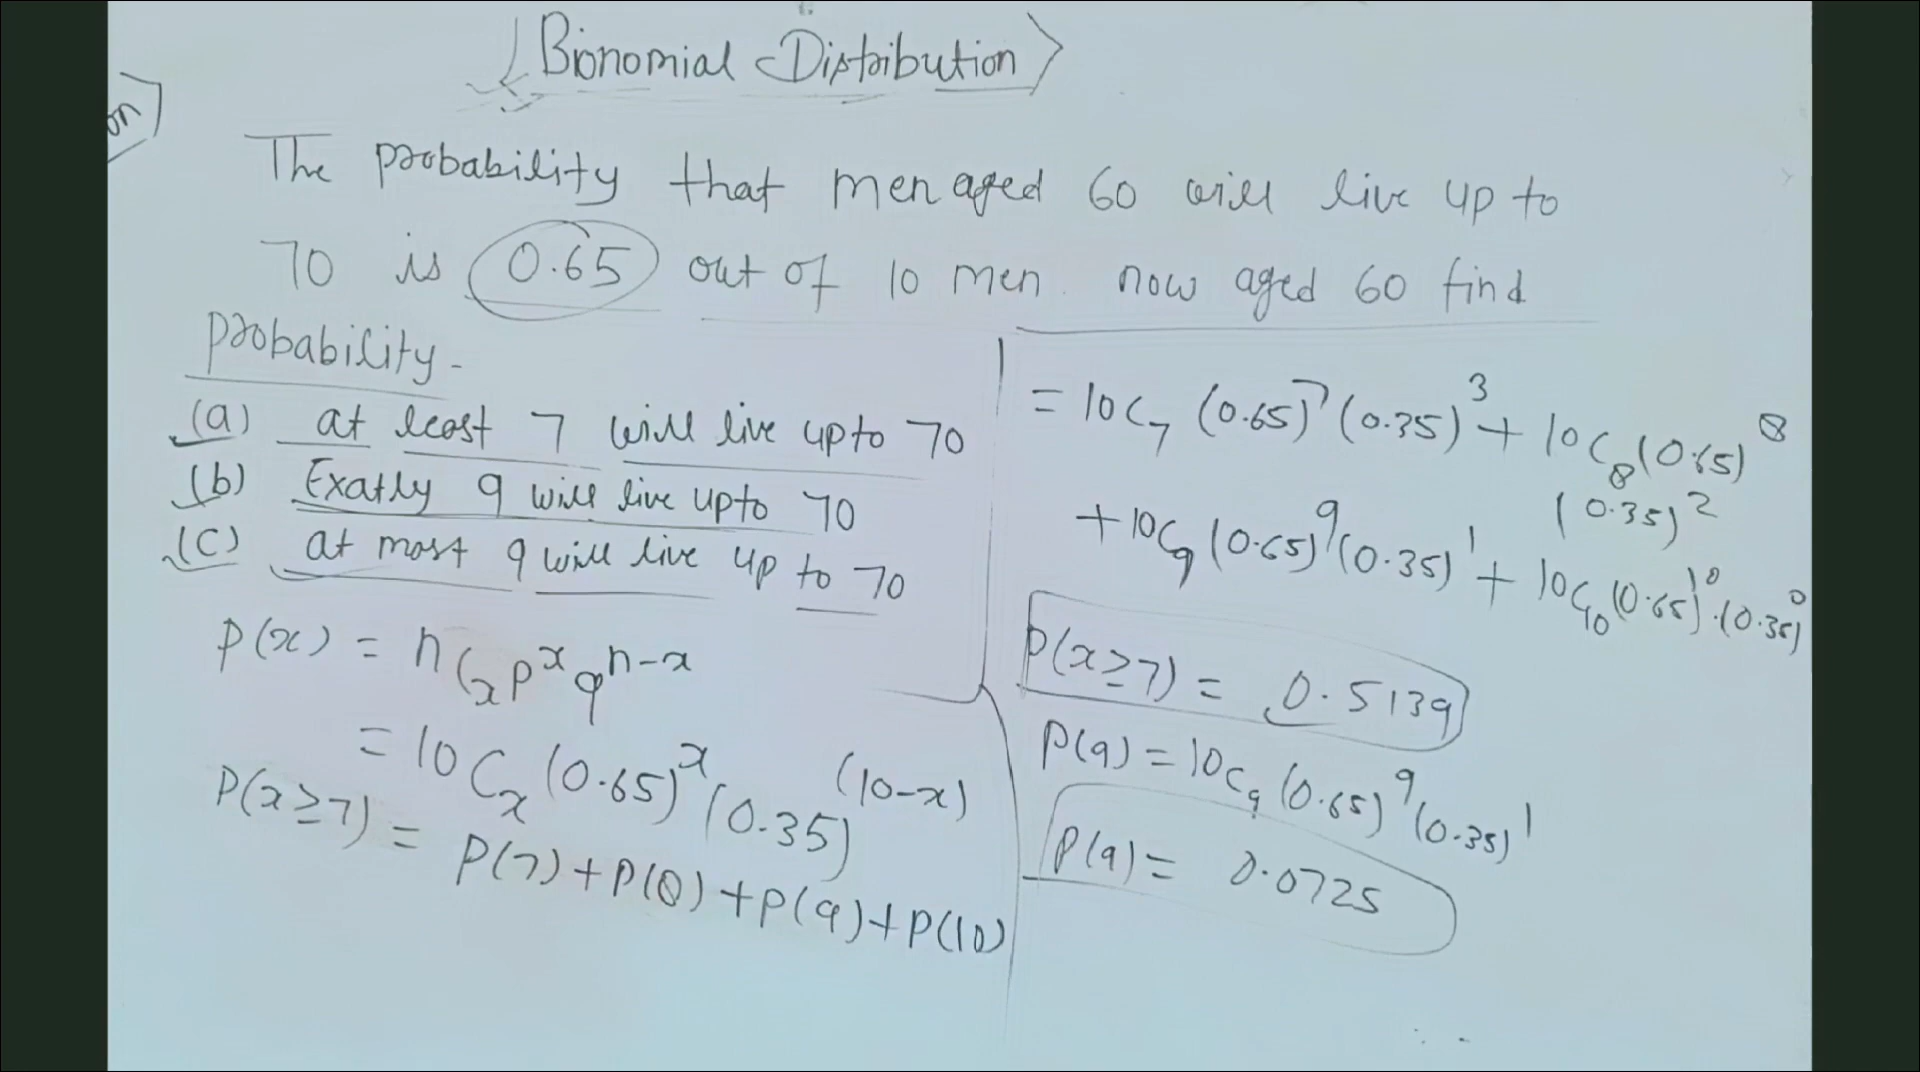 Bionomial Distribution
on
The probability that men aged 60 will live up to
70 is 0.65 out of 10 men now aged 60 find
probability -
(a) at least 7 will live upto 70
(b) Exatly 9 will live upto 70
(c) at most 9 will live up to 70
P(x) = nCx p^x q^n-x
= 10Cx (0.65)^x (0.35)^(10-x)
P(x≥7) = P(7)+P(8)+P(9)+P(10)
= 10C7 (0.65)^7 (0.35)^3 + 10C8 (0.65)^8
(0.35)^2
+10C9 (0.65)^9 (0.35)^1 + 10C10 (0.65)^10 . (0.35)^0
P(x≥7) = 0.5139
P(9) = 10C9 (0.65)^9 (0.35)^1
P(9) = 0.0725